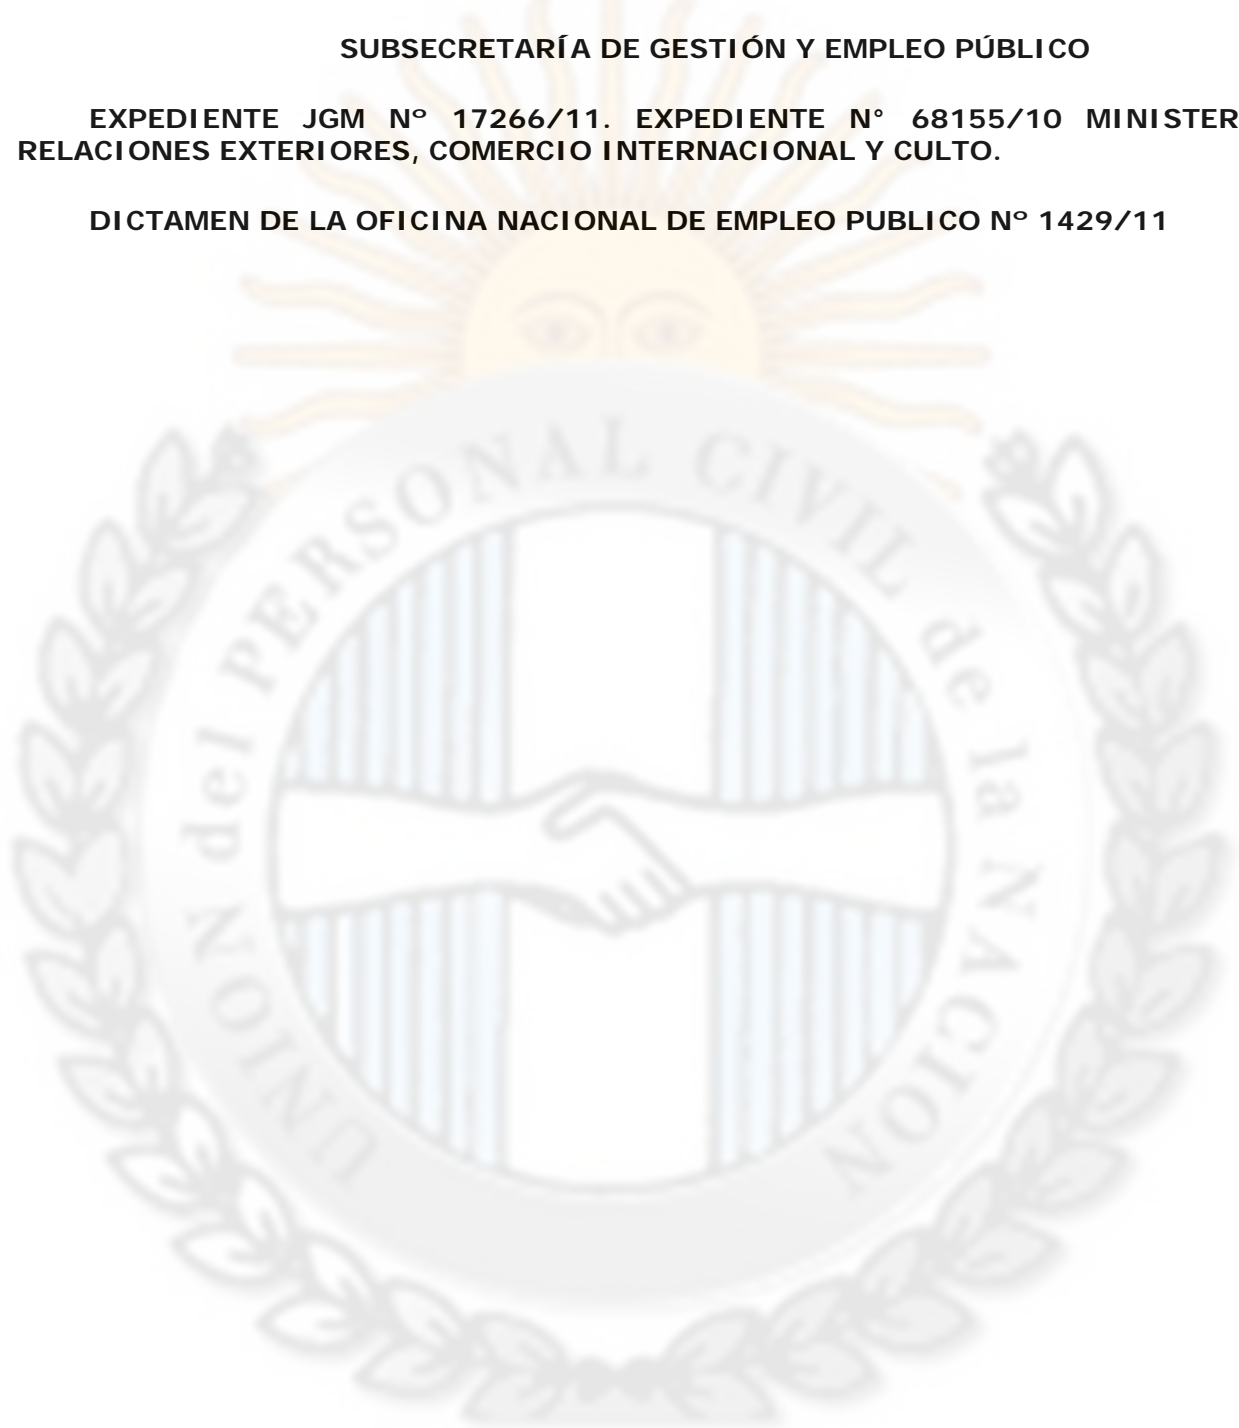 SUBSECRETARÍA DE GESTIÓN Y EMPLEO PÚBLICO
EXPEDIENTE JGM Nº 17266/11. EXPEDIENTE N° 68155/10 MINISTER
RELACIONES EXTERIORES, COMERCIO INTERNACIONAL Y CULTO.
DICTAMEN DE LA OFICINA NACIONAL DE EMPLEO PUBLICO Nº 1429/11
UNION del PERSONAL CIVIL de la NACION